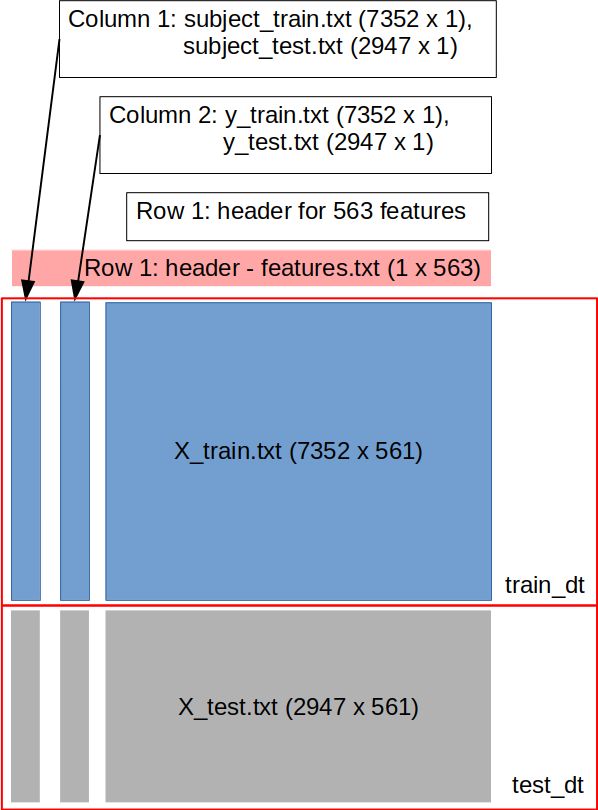 Column 1: subject_train.txt (7352 x 1),
subject_test.txt (2947 x 1)
Column 2: y_train.txt (7352 x 1),
y_test.txt (2947 x 1)
Row 1: header for 563 features
Row 1: header - features.txt (1 x 563)
X_train.txt (7352 x 561)
train_dt
X_test.txt (2947 x 561)
test_dt